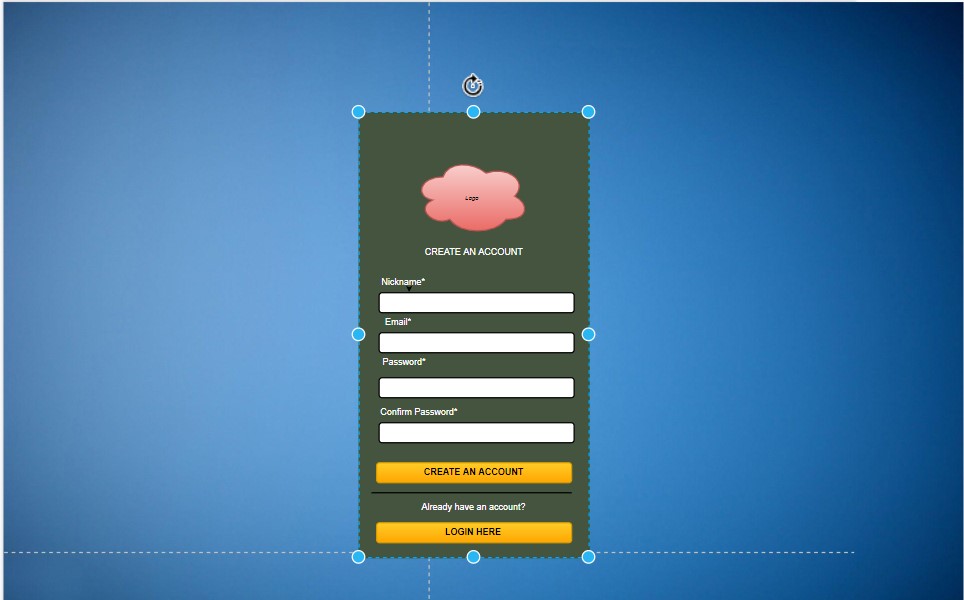 Logo
CREATE AN ACCOUNT
Nickname*
Email*
Password*
Confirm Password*
CREATE AN ACCOUNT
Already have an account?
LOGIN HERE